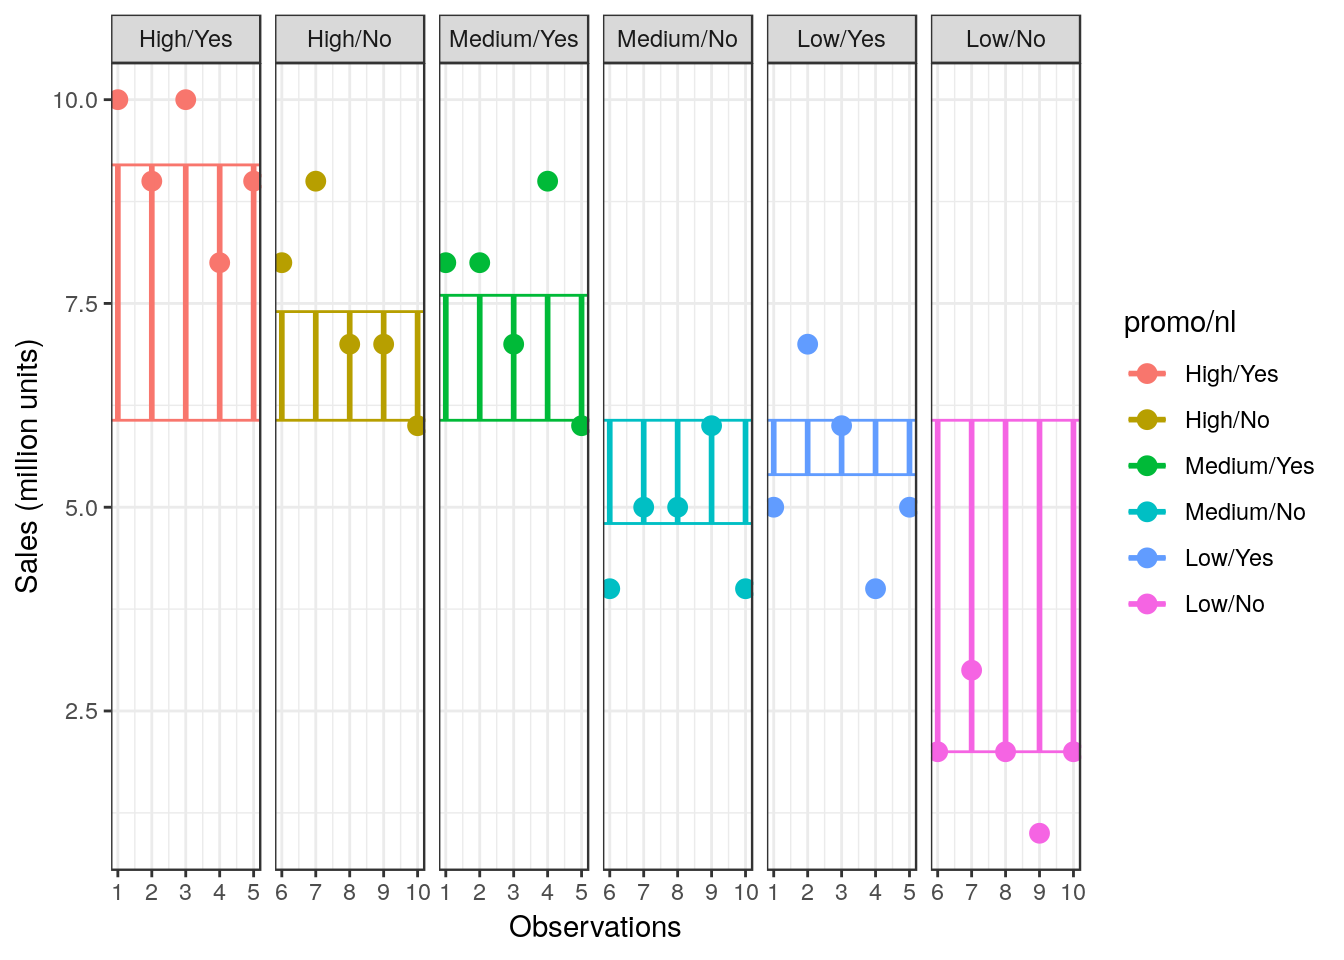 High/Yes High/No Medium/Yes Medium/No Low/Yes Low/No
10.0
7.5
5.0
2.5
Sales (million units)
1 2 3 4 5 6 7 8 9 10 1 2 3 4 5 6 7 8 9 10 1 2 3 4 5 6 7 8 9 10
Observations
promo/nl
High/Yes
High/No
Medium/Yes
Medium/No
Low/Yes
Low/No